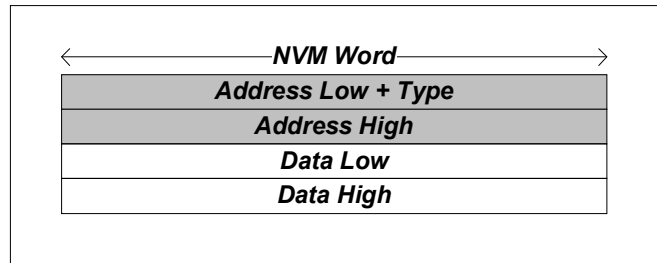 NVM Word
Address Low + Type
Address High
Data Low
Data High